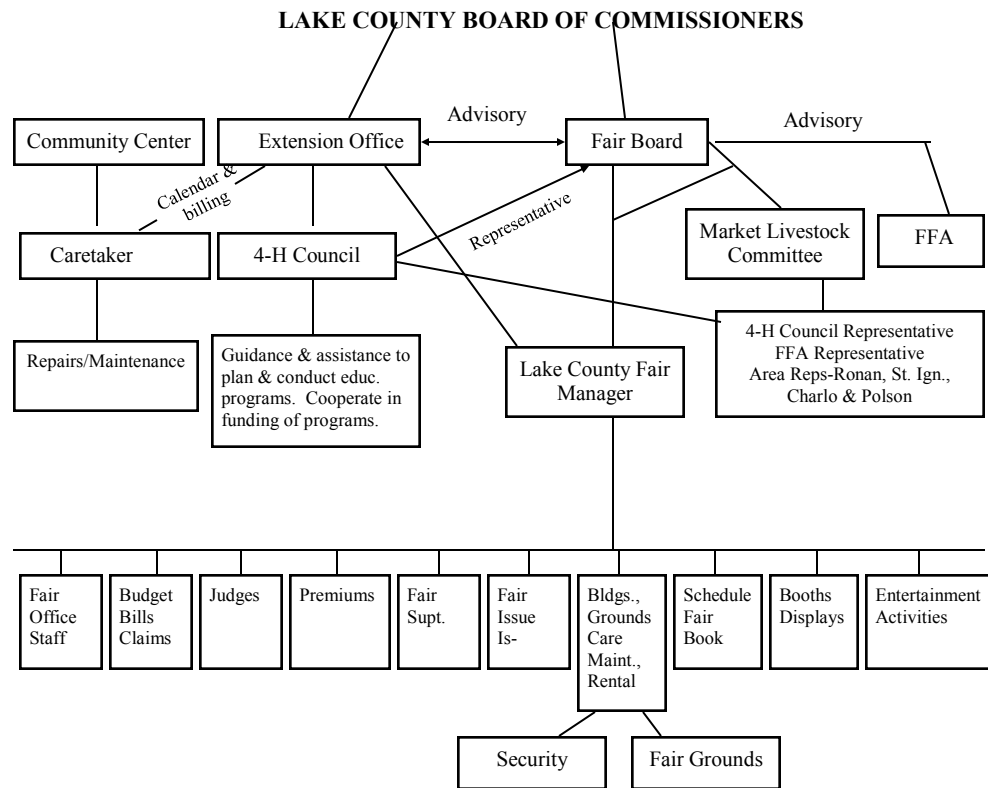 LAKE COUNTY BOARD OF COMMISSIONERS
Advisory
Advisory
Community Center
Extension Office
Fair Board
Calendar &
billing
Representative
Caretaker
4-H Council
Market Livestock
Committee
FFA
Repairs/Maintenance
Guidance & assistance to
plan & conduct educ.
programs.  Cooperate in
funding of programs.
Lake County Fair
Manager
4-H Council Representative
FFA Representative
Area Reps-Ronan, St. Ign.,
Charlo & Polson
Fair
Office
Staff
Budget
Bills
Claims
Judges
Premiums
Fair
Supt.
Fair
Issue
Is-
Bldgs.,
Grounds
Care
Maint.,
Rental
Schedule
Fair
Book
Booths
Displays
Entertainment
Activities
Security
Fair Grounds